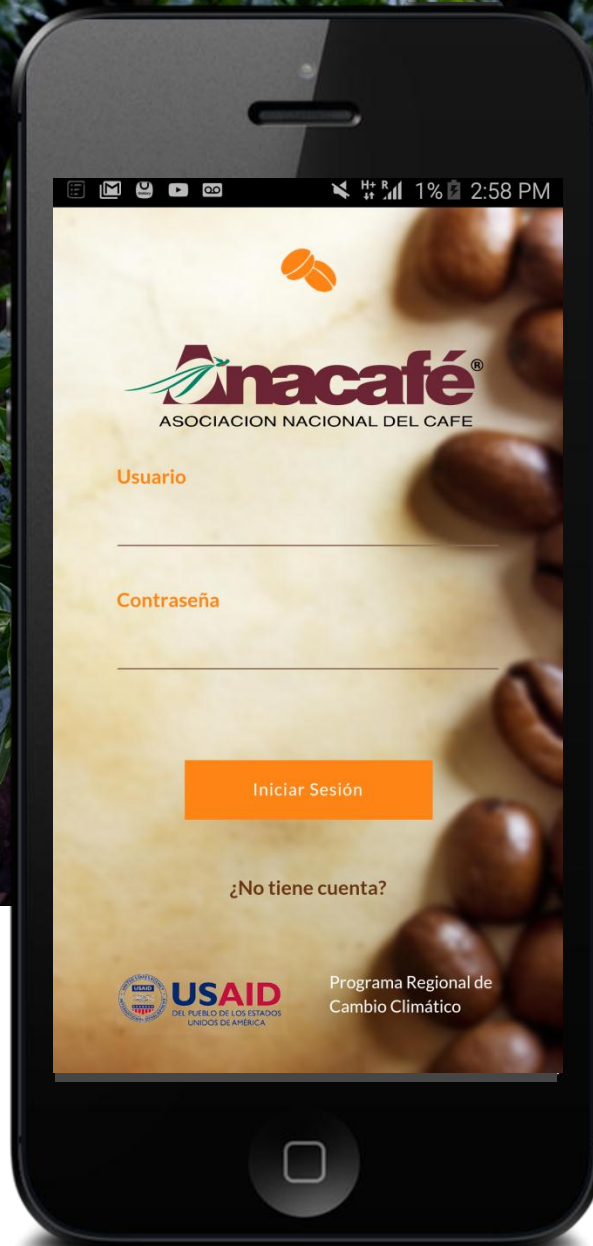 H+ R 1% 2:58 PM
Anacafé®
ASOCIACION NACIONAL DEL CAFE
Usuario
Contraseña
Iniciar Sesión
¿No tiene cuenta?
USAID
USAID
DEL PUEBLO DE LOS ESTADOS
UNIDOS DE AMÉRICA
Programa Regional de
Cambio Climático